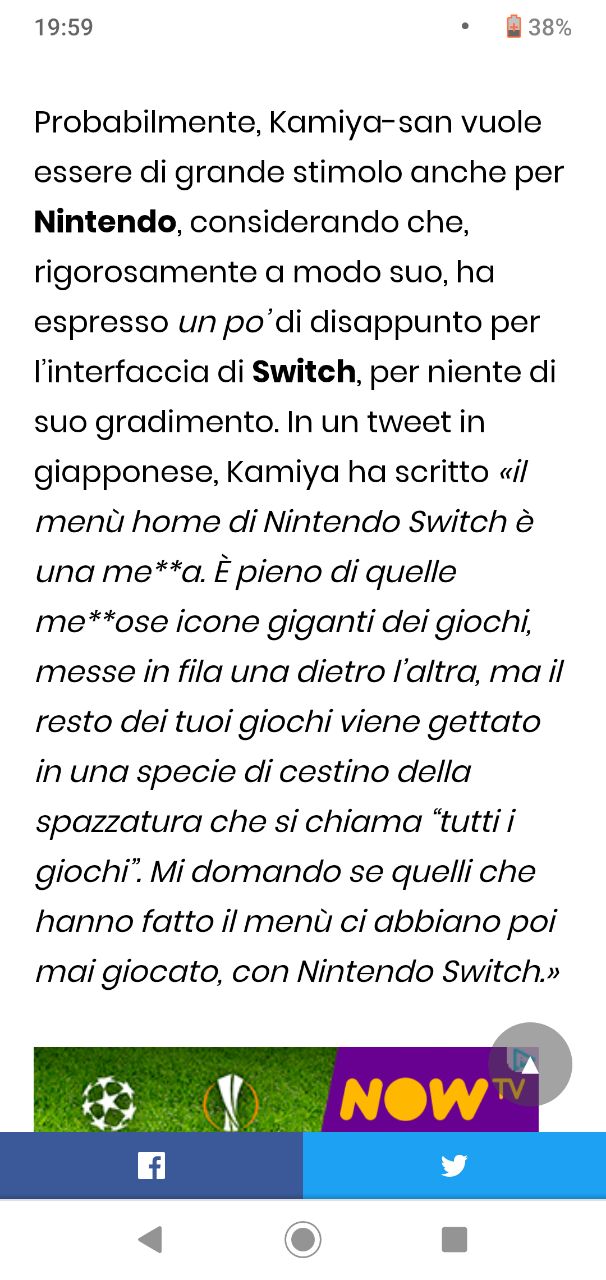 19:59
38%
Probabilmente, Kamiya-san vuole
essere di grande stimolo anche per
Nintendo, considerando che,
rigorosamente a modo suo, ha
espresso un po’ di disappunto per
l’interfaccia di Switch, per niente di
suo gradimento. In un tweet in
giapponese, Kamiya ha scritto «il
menù home di Nintendo Switch è
una me**a. È pieno di quelle
me**ose icone giganti dei giochi,
messe in fila una dietro l’altra, ma il
resto dei tuoi giochi viene gettato
in una specie di cestino della
spazzatura che si chiama “tutti i
giochi”. Mi domando se quelli che
hanno fatto il menù ci abbiano poi
mai giocato, con Nintendo Switch.»
NOW TV